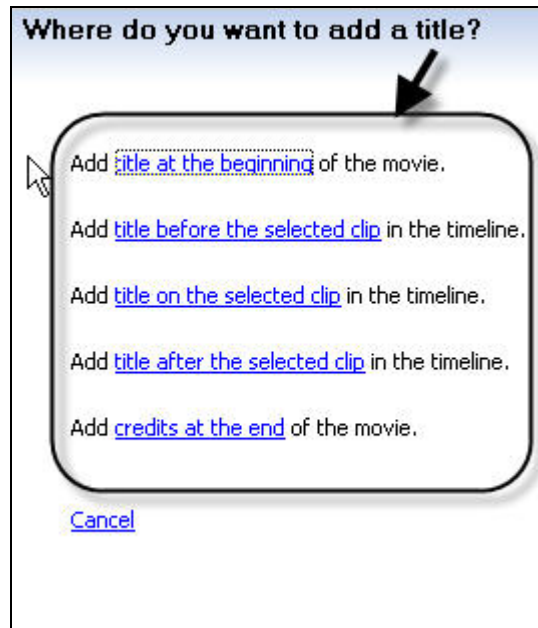 Where do you want to add a title?
Add title at the beginning of the movie.
Add title before the selected clip in the timeline.
Add title on the selected clip in the timeline.
Add title after the selected clip in the timeline.
Add credits at the end of the movie.
Cancel